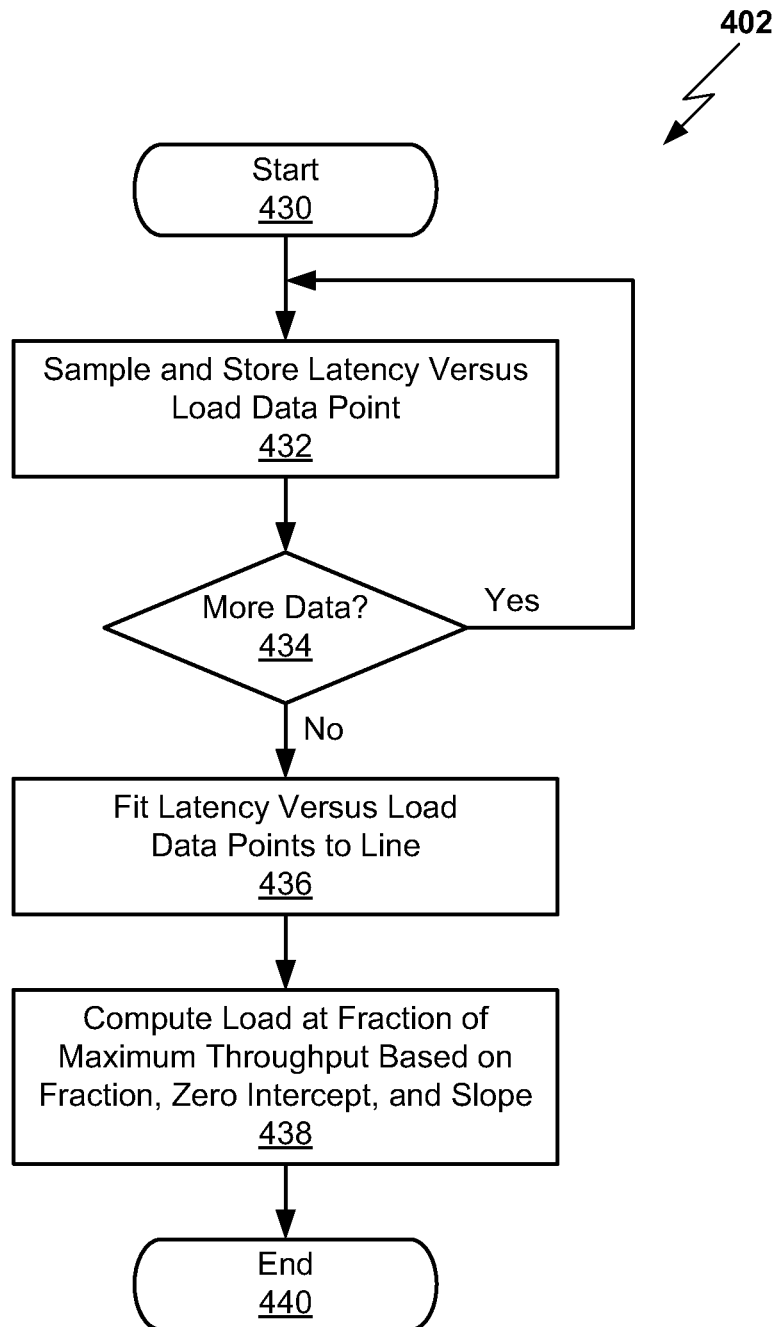 402
Start
430
Sample and Store Latency Versus
Load Data Point
432
More Data?
434
Yes
No
Fit Latency Versus Load
Data Points to Line
436
Compute Load at Fraction of
Maximum Throughput Based on
Fraction, Zero Intercept, and Slope
438
End
440